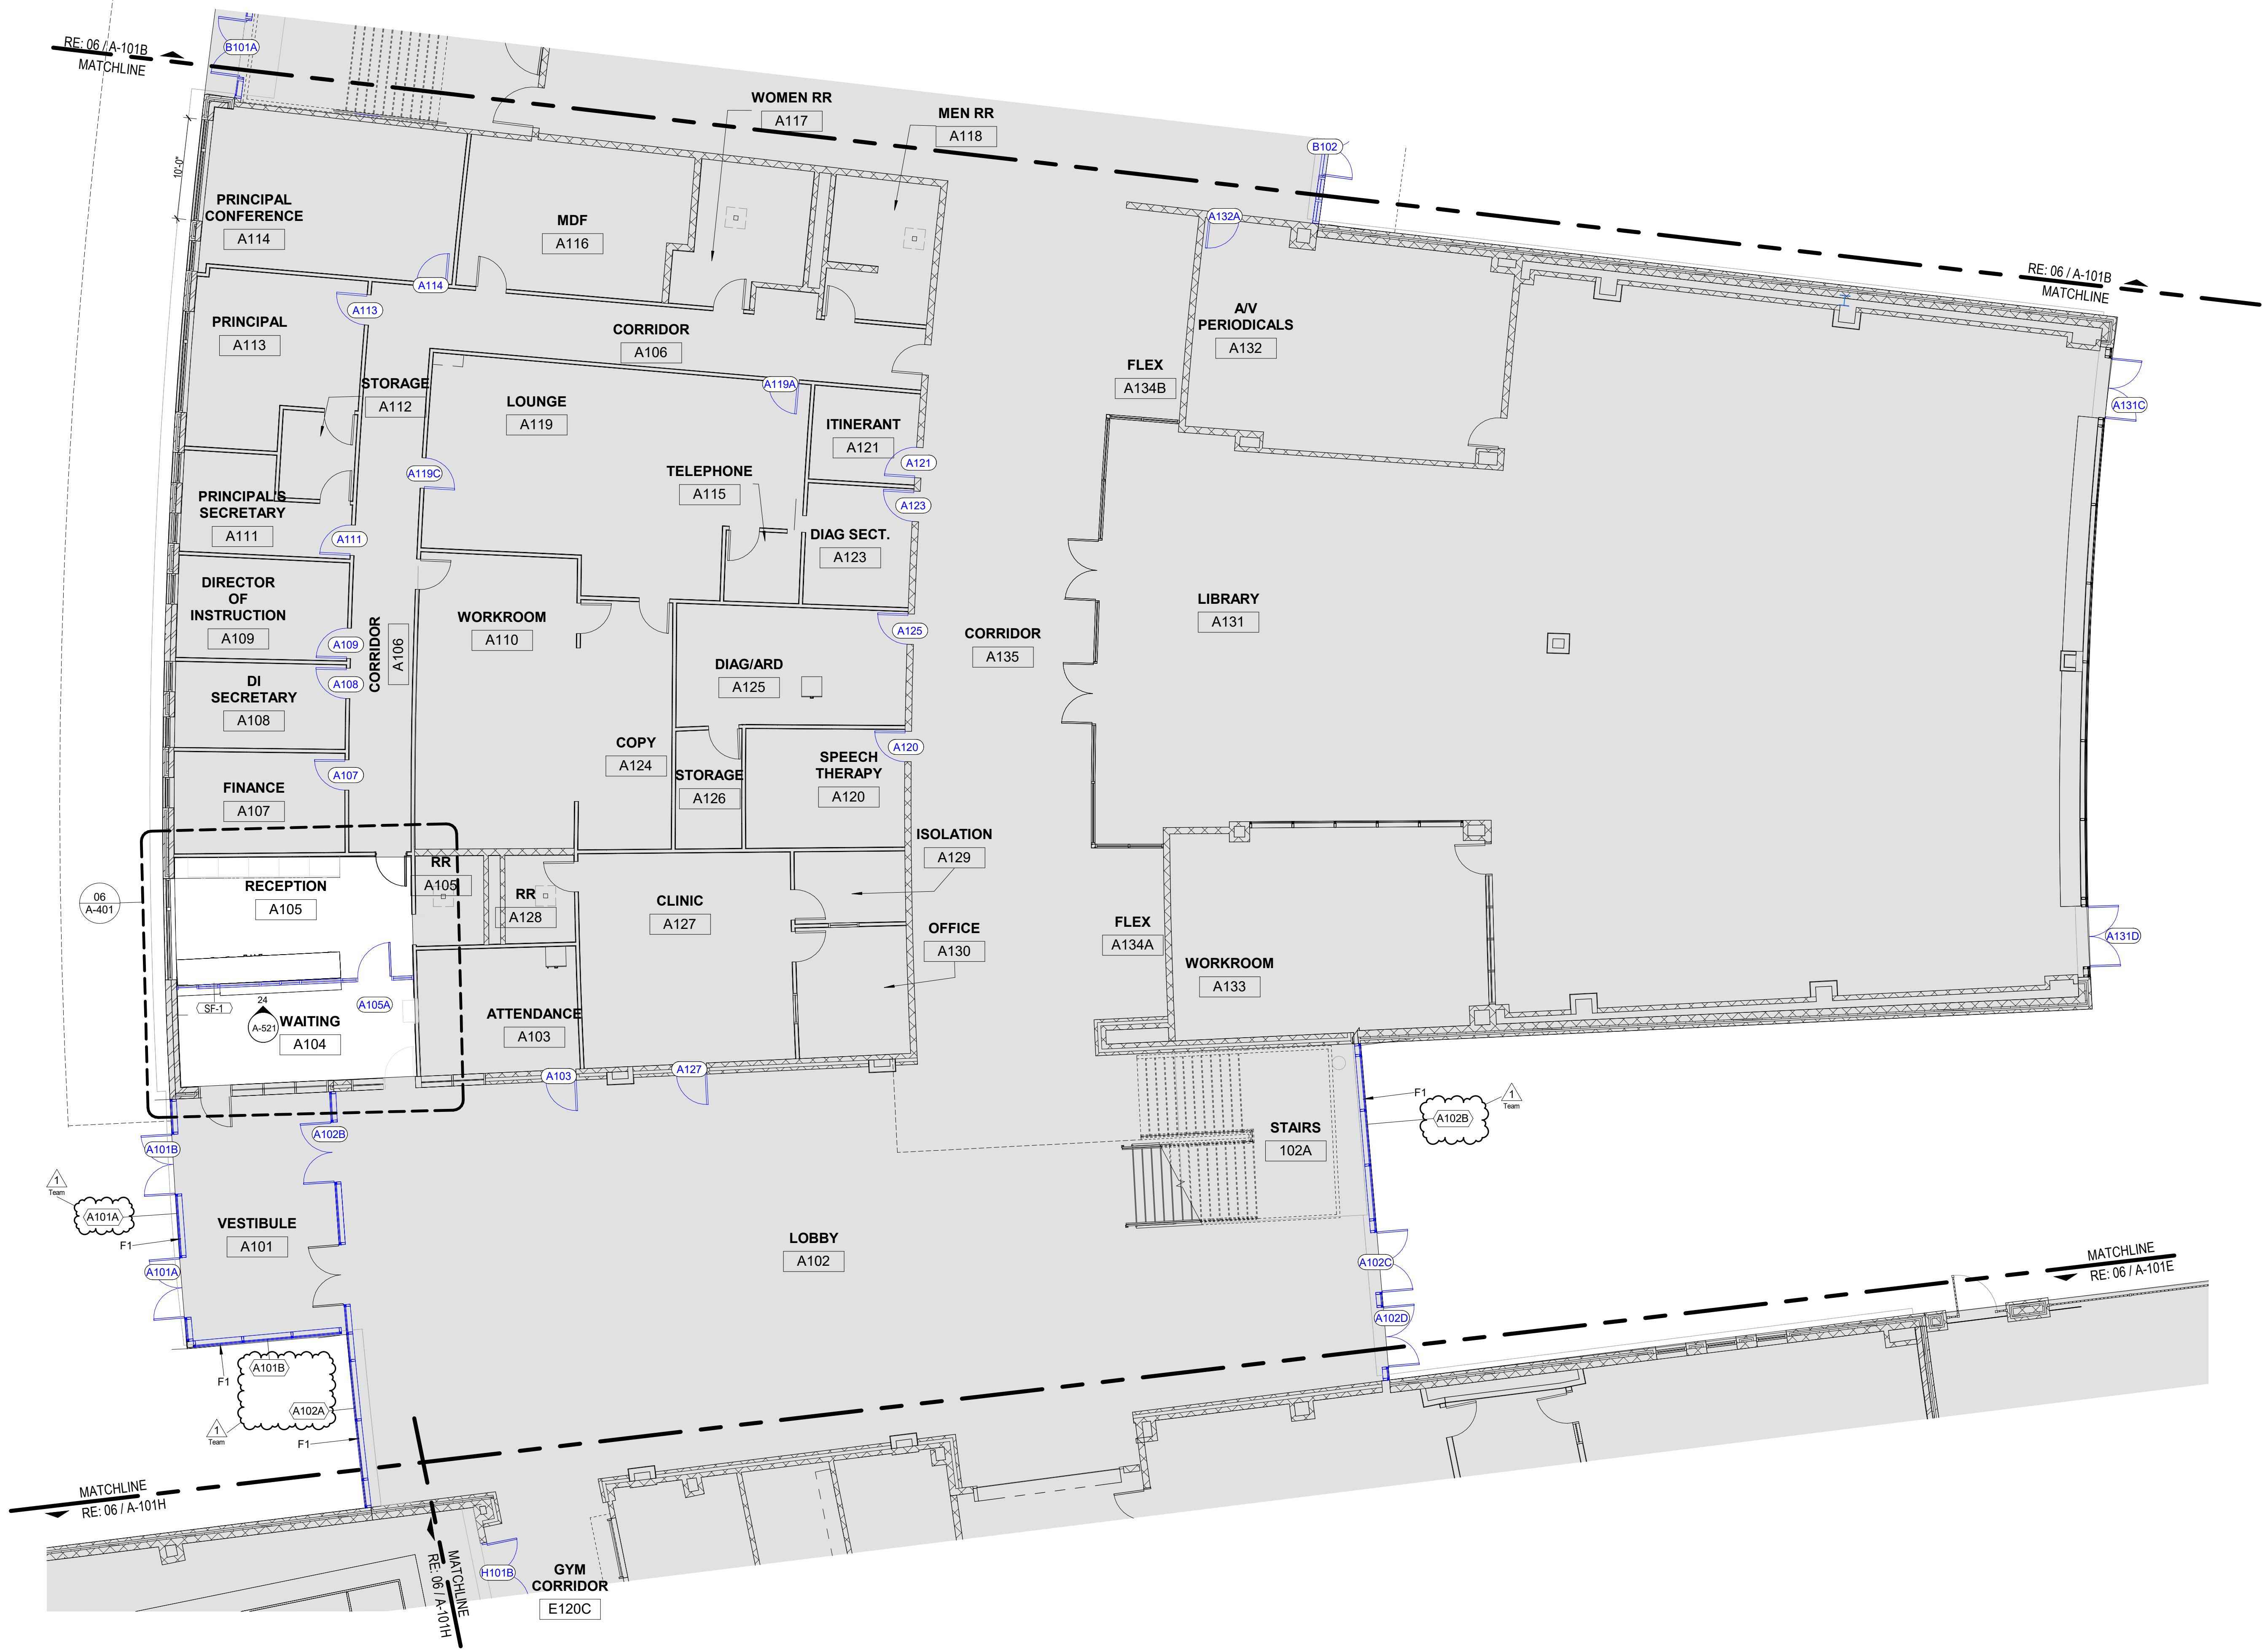 RE: 06 / A-101B
MATCHLINE
B101A
10'-0"
WOMEN RR
A117
MEN RR
A118
B102
RE: 06 / A-101B
MATCHLINE
PRINCIPAL
CONFERENCE
A114
MDF
A116
A132A
A114
A113
PRINCIPAL
A113
CORRIDOR
A106
A/V
PERIODICALS
A132
FLEX
A134B
STORAGE
A112
LOUNGE
A119
A119A
ITINERANT
A121
A121
A131C
A119C
TELEPHONE
A115
PRINCIPAL'S
SECRETARY
A111
A111
A123
DIAG SECT.
A123
DIRECTOR
OF
INSTRUCTION
A109
A109
CORRIDOR
A106
WORKROOM
A110
A125
CORRIDOR
A135
LIBRARY
A131
DI
SECRETARY
A108
A108
DIAG/ARD
A125
FINANCE
A107
A107
COPY
A124
STORAGE
A126
SPEECH
THERAPY
A120
A120
ISOLATION
A129
06
A-401
RECEPTION
A105
RR
A105
RR
A128
CLINIC
A127
OFFICE
A130
FLEX
A134A
WORKROOM
A133
A131D
SF-1
24
A-521
A105A
WAITING
A104
ATTENDANCE
A103
A103
A127
A101B
A102B
STAIRS
102A
F1
A102B
1
Team
1
Team
A101A
F1
A101A
VESTIBULE
A101
LOBBY
A102
A102C
A102D
MATCHLINE
RE: 06 / A-101E
A101B
F1
A102A
1
Team
F1
MATCHLINE
RE: 06 / A-101H
MATCHLINE
RE: 06 / A-101H
H101B
GYM
CORRIDOR
E120C